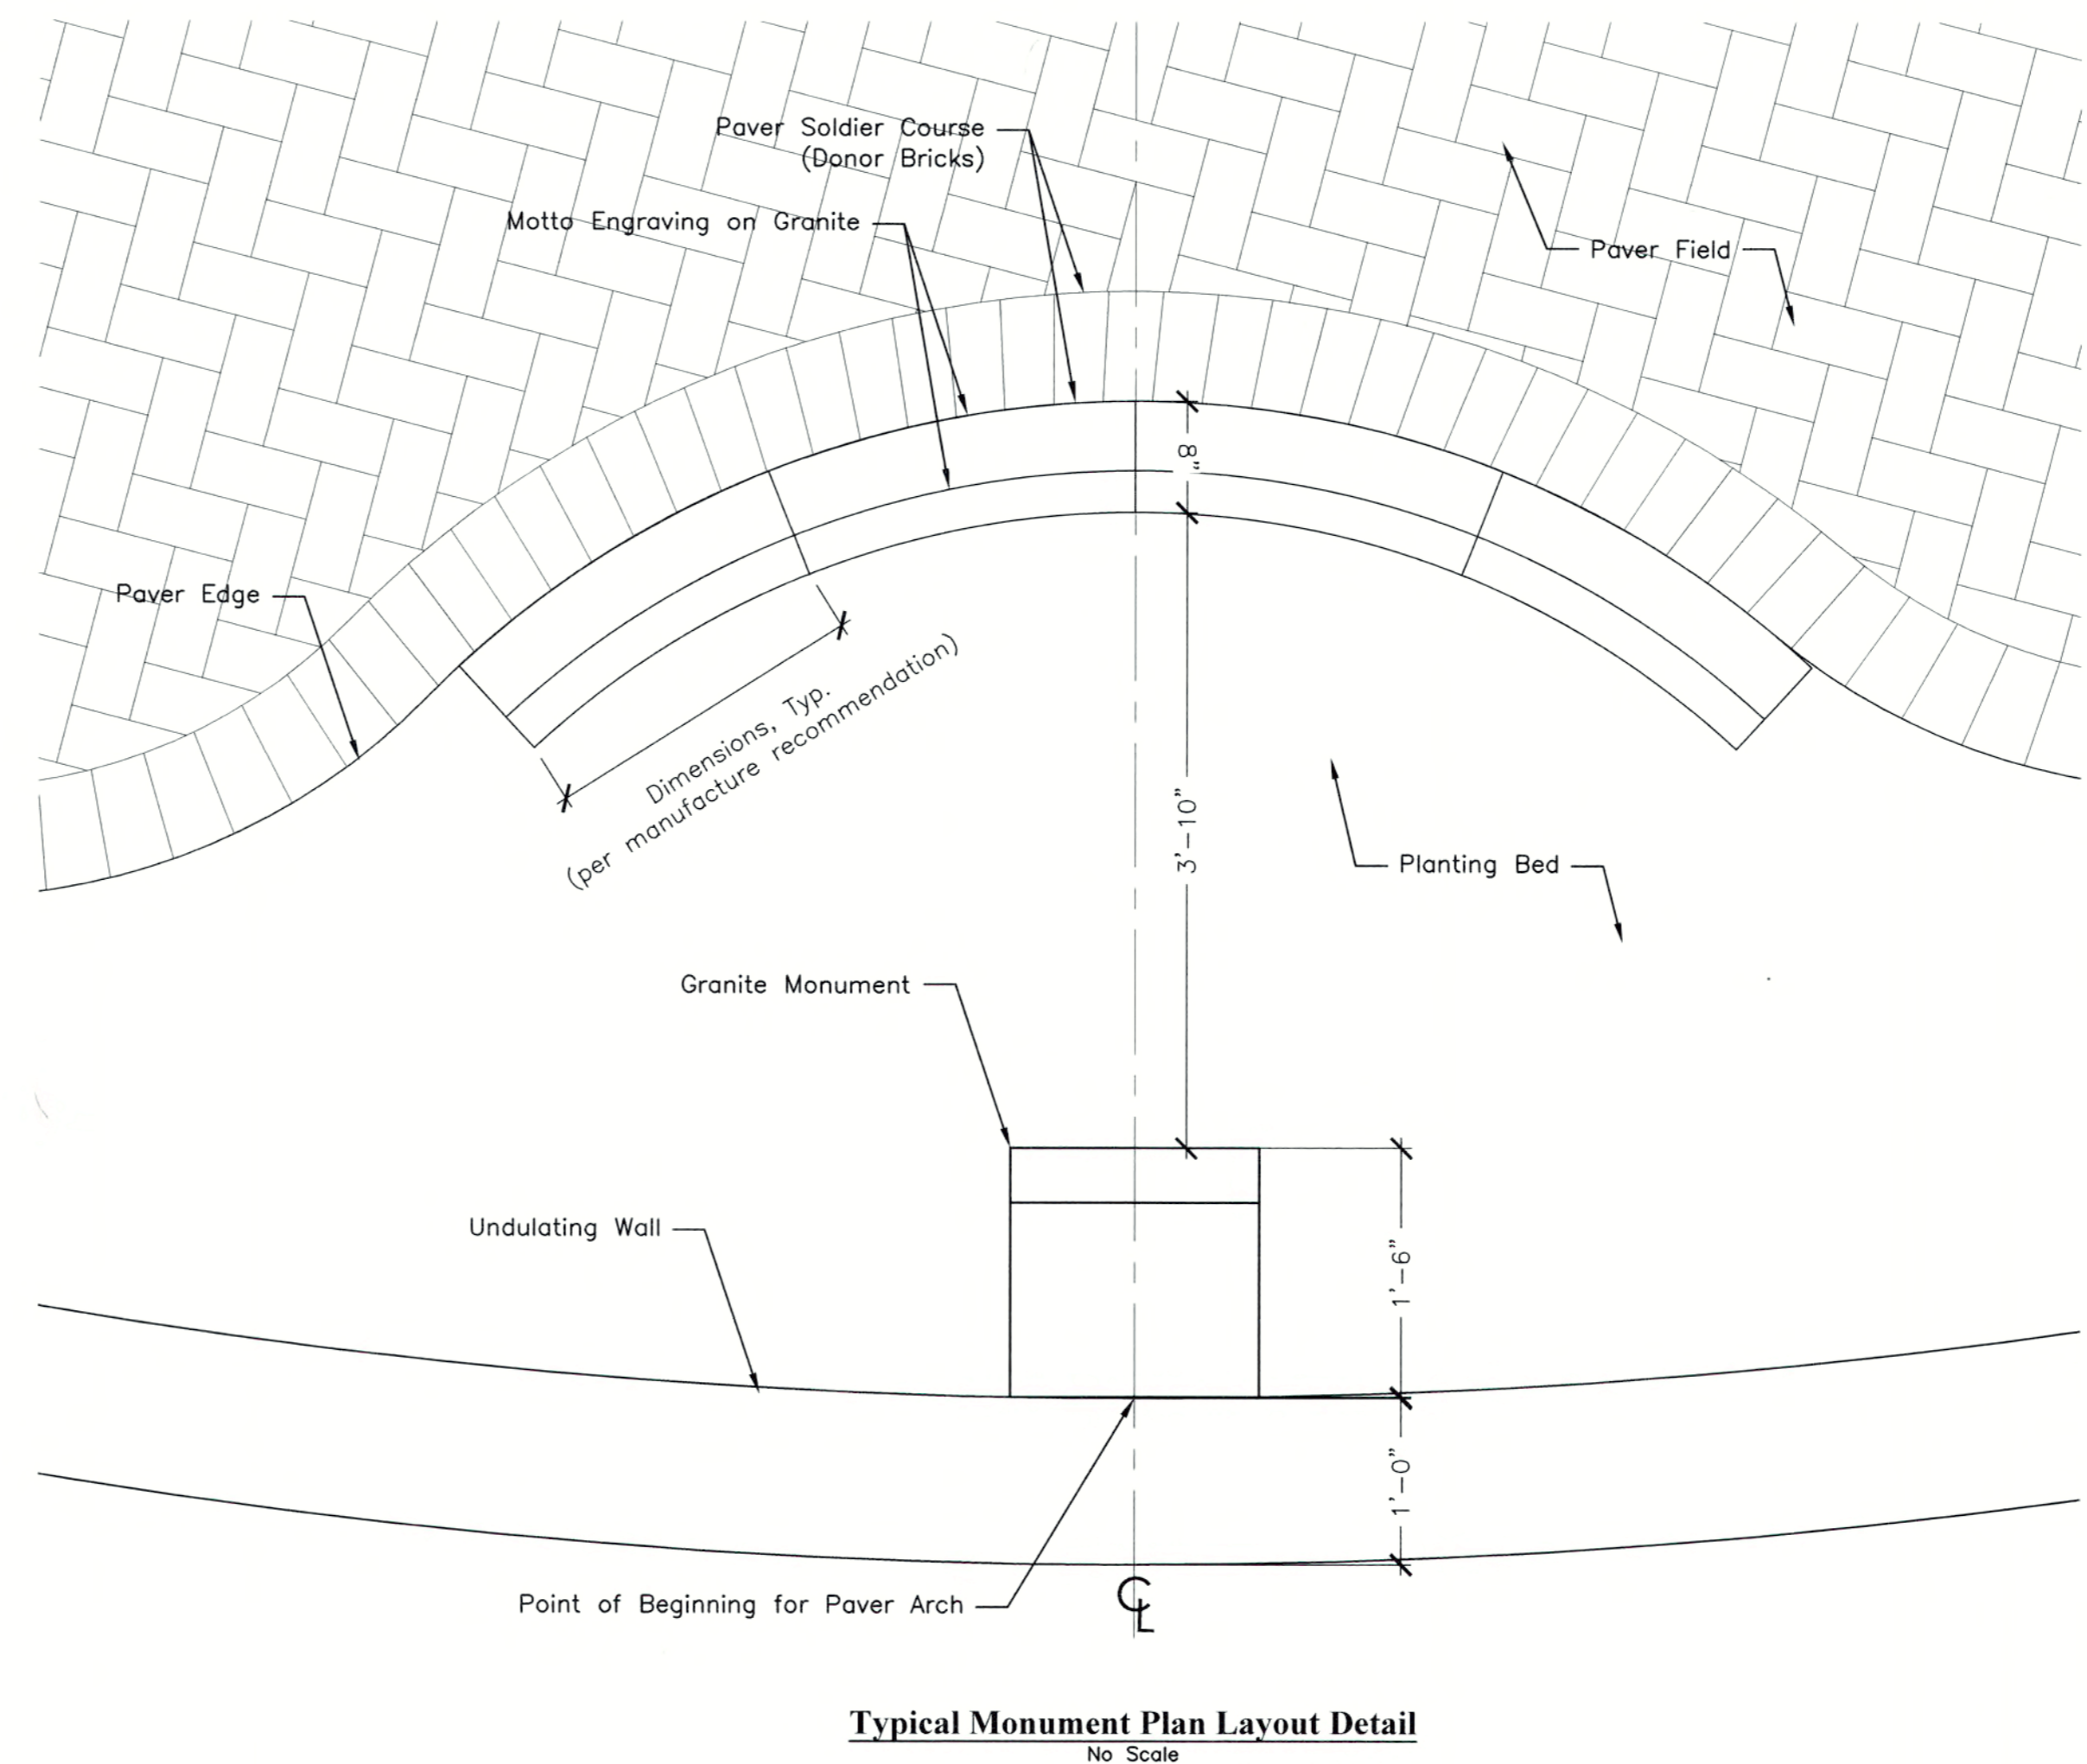 Paver Soldier Course
(Donor Bricks)
Motto Engraving on Granite
Paver Field
8"
Paver Edge
Dimensions, Typ.
(per manufacture recommendation)
3'-10"
Planting Bed
Granite Monument
Undulating Wall
1'-6"
1'-0"
Point of Beginning for Paver Arch
CL
Typical Monument Plan Layout Detail
No Scale